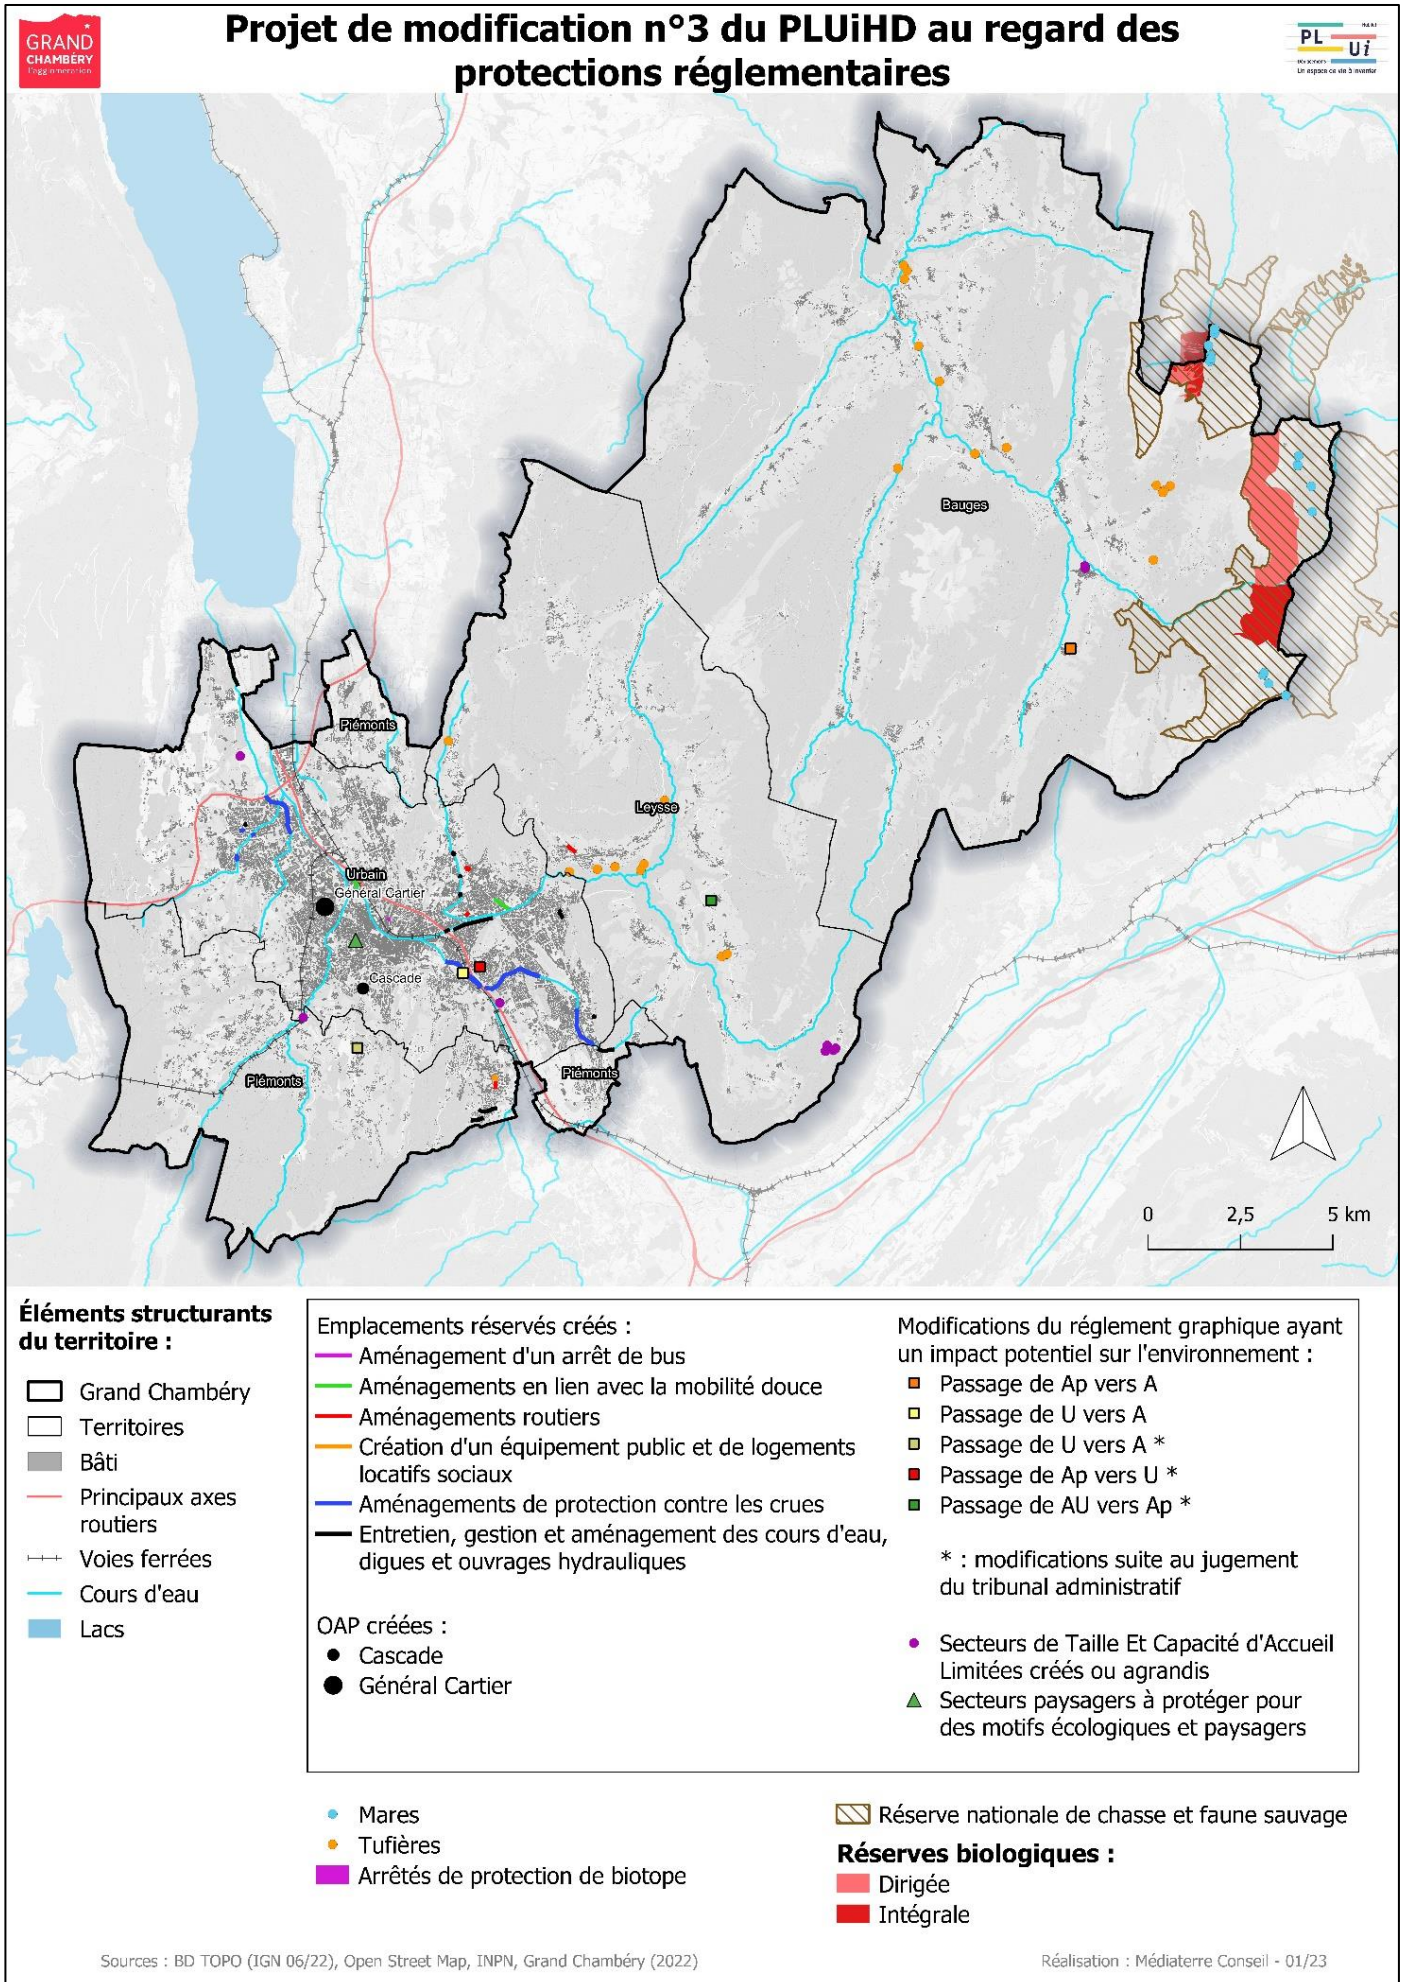 GRAND
CHAMBÉRY
l'agglomération
Projet de modification n°3 du PLUiHD au regard des
protections réglementaires
Habitat
PL
Ui
Déplacements
Un espace de vie à inventer
Bauges
Piémonts
Leysse
Urbain
Général Cartier
Cascade
Piémonts
Piémonts
0 2,5 5 km
Éléments structurants
du territoire :
Grand Chambéry
Territoires
Bâti
Principaux axes
routiers
Voies ferrées
Cours d'eau
Lacs
Emplacements réservés créés :
Aménagement d'un arrêt de bus
Aménagements en lien avec la mobilité douce
Aménagements routiers
Création d'un équipement public et de logements
locatifs sociaux
Aménagements de protection contre les crues
Entretien, gestion et aménagement des cours d'eau,
digues et ouvrages hydrauliques
OAP créées :
Cascade
Général Cartier
Modifications du réglement graphique ayant
un impact potentiel sur l'environnement :
Passage de Ap vers A
Passage de U vers A
Passage de U vers A *
Passage de Ap vers U *
Passage de AU vers Ap *
* : modifications suite au jugement
du tribunal administratif
Secteurs de Taille Et Capacité d'Accueil
Limitées créés ou agrandis
Secteurs paysagers à protéger pour
des motifs écologiques et paysagers
Mares
Tufières
Arrêtés de protection de biotope
Réserve nationale de chasse et faune sauvage
Réserves biologiques :
Dirigée
Intégrale
Sources : BD TOPO (IGN 06/22), Open Street Map, INPN, Grand Chambéry (2022)
Réalisation : Médiaterre Conseil - 01/23